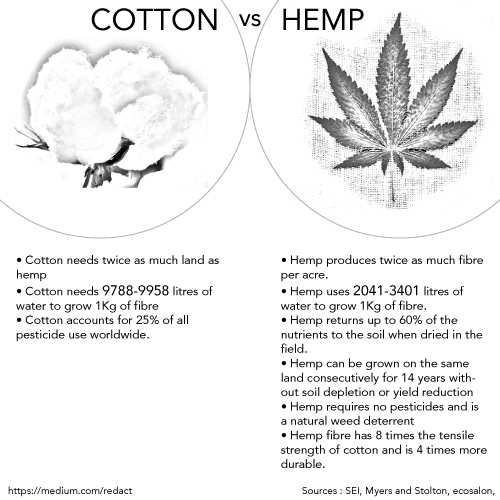 COTTON vs HEMP
• Cotton needs twice as much land as
hemp
• Cotton needs 9788-9958 litres of
water to grow 1Kg of fibre
• Cotton accounts for 25% of all
pesticide use worldwide.
• Hemp produces twice as much fibre
per acre.
• Hemp uses 2041-3401 litres of
water to grow 1Kg of fibre.
• Hemp returns up to 60% of the
nutrients to the soil when dried in the
field.
• Hemp can be grown on the same
land consecutively for 14 years with-
out soil depletion or yield reduction
• Hemp requires no pesticides and is
a natural weed deterrent
• Hemp fibre has 8 times the tensile
strength of cotton and is 4 times more
durable.
https://medium.com/redact
Sources : SEI, Myers and Stolton, ecosalon,